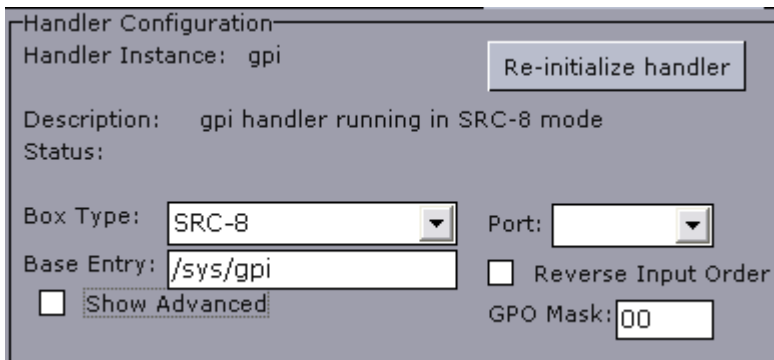 Handler Configuration
Handler Instance: gpi
Re-initialize handler
Description: gpi handler running in SRC-8 mode
Status:
Box Type: SRC-8
Port:
Base Entry: /sys/gpi
Reverse Input Order
Show Advanced
GPO Mask: 00